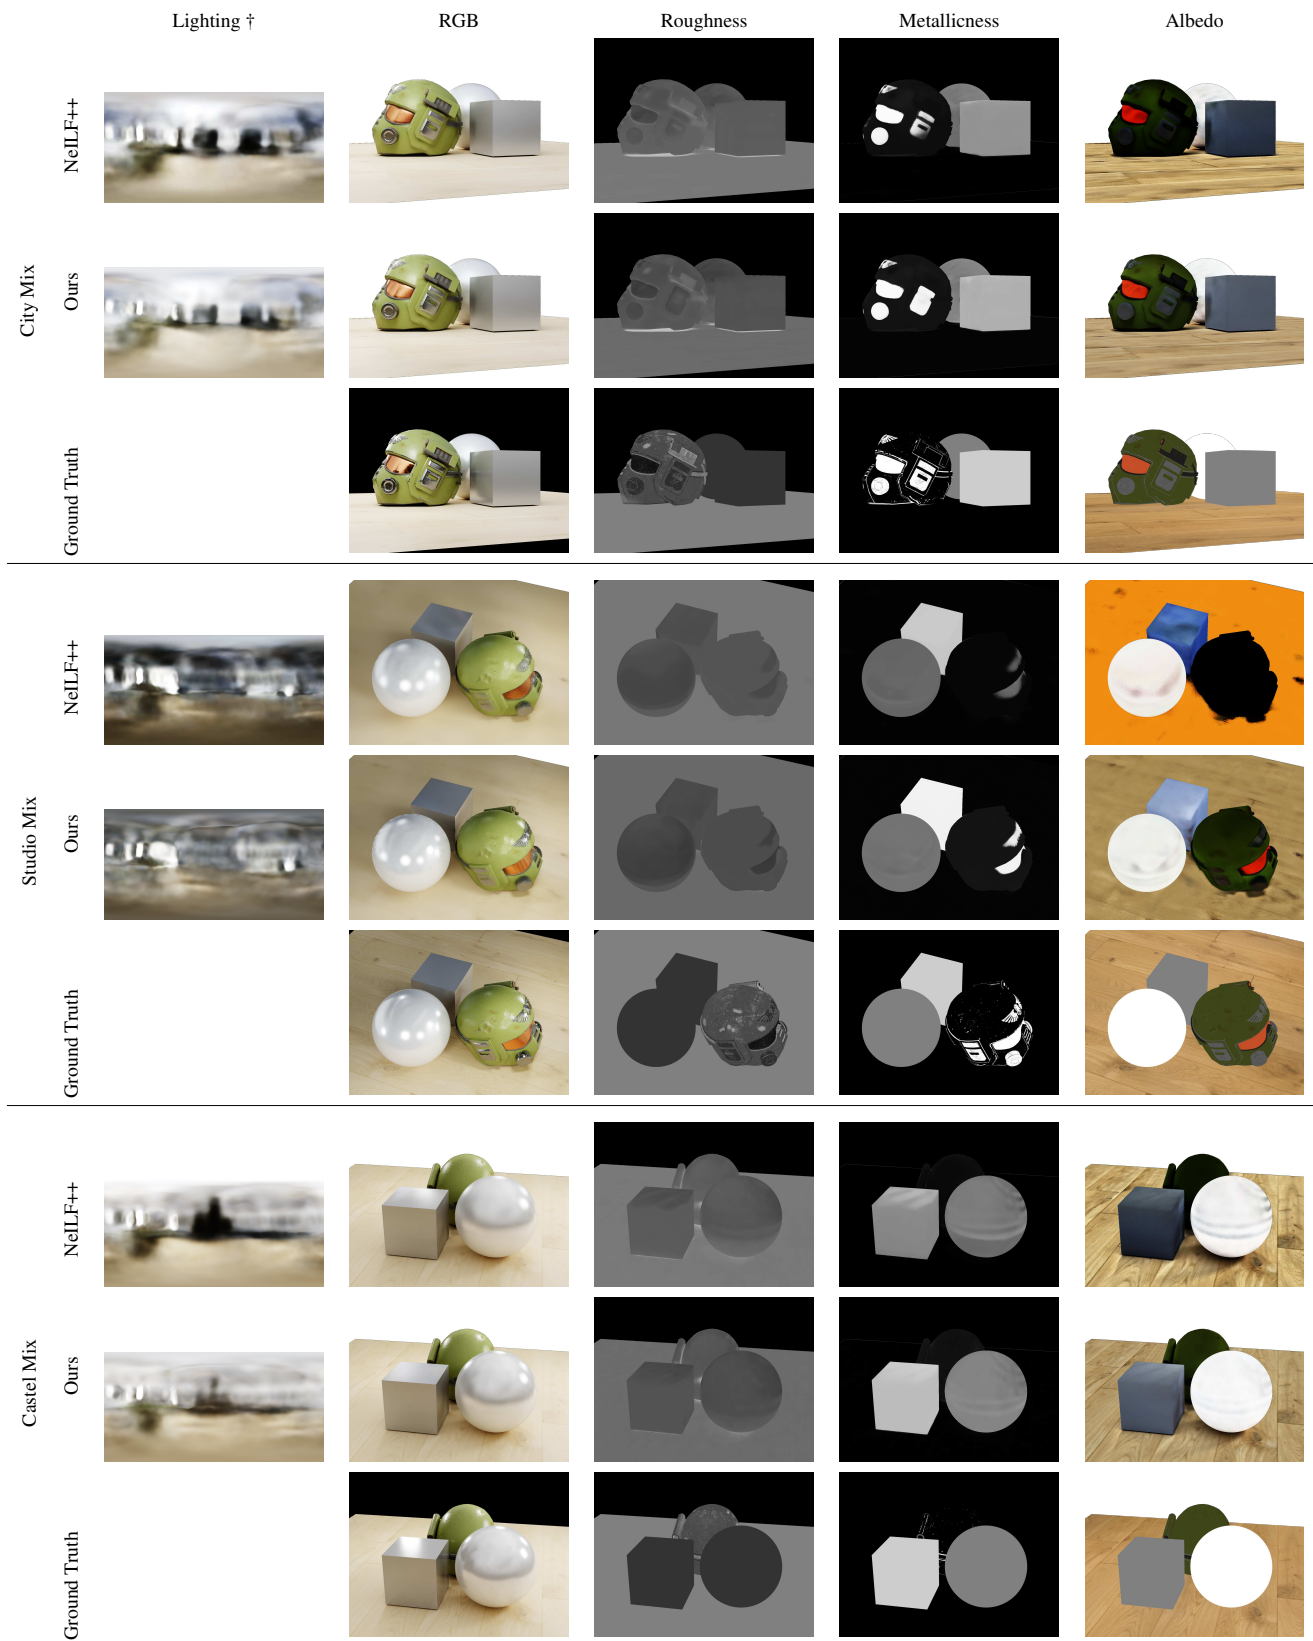 Lighting † RGB Roughness Metallicness Albedo
City Mix
NeILF++
Ours
Ground Truth
Studio Mix
NeILF++
Ours
Ground Truth
Castel Mix
NeILF++
Ours
Ground Truth